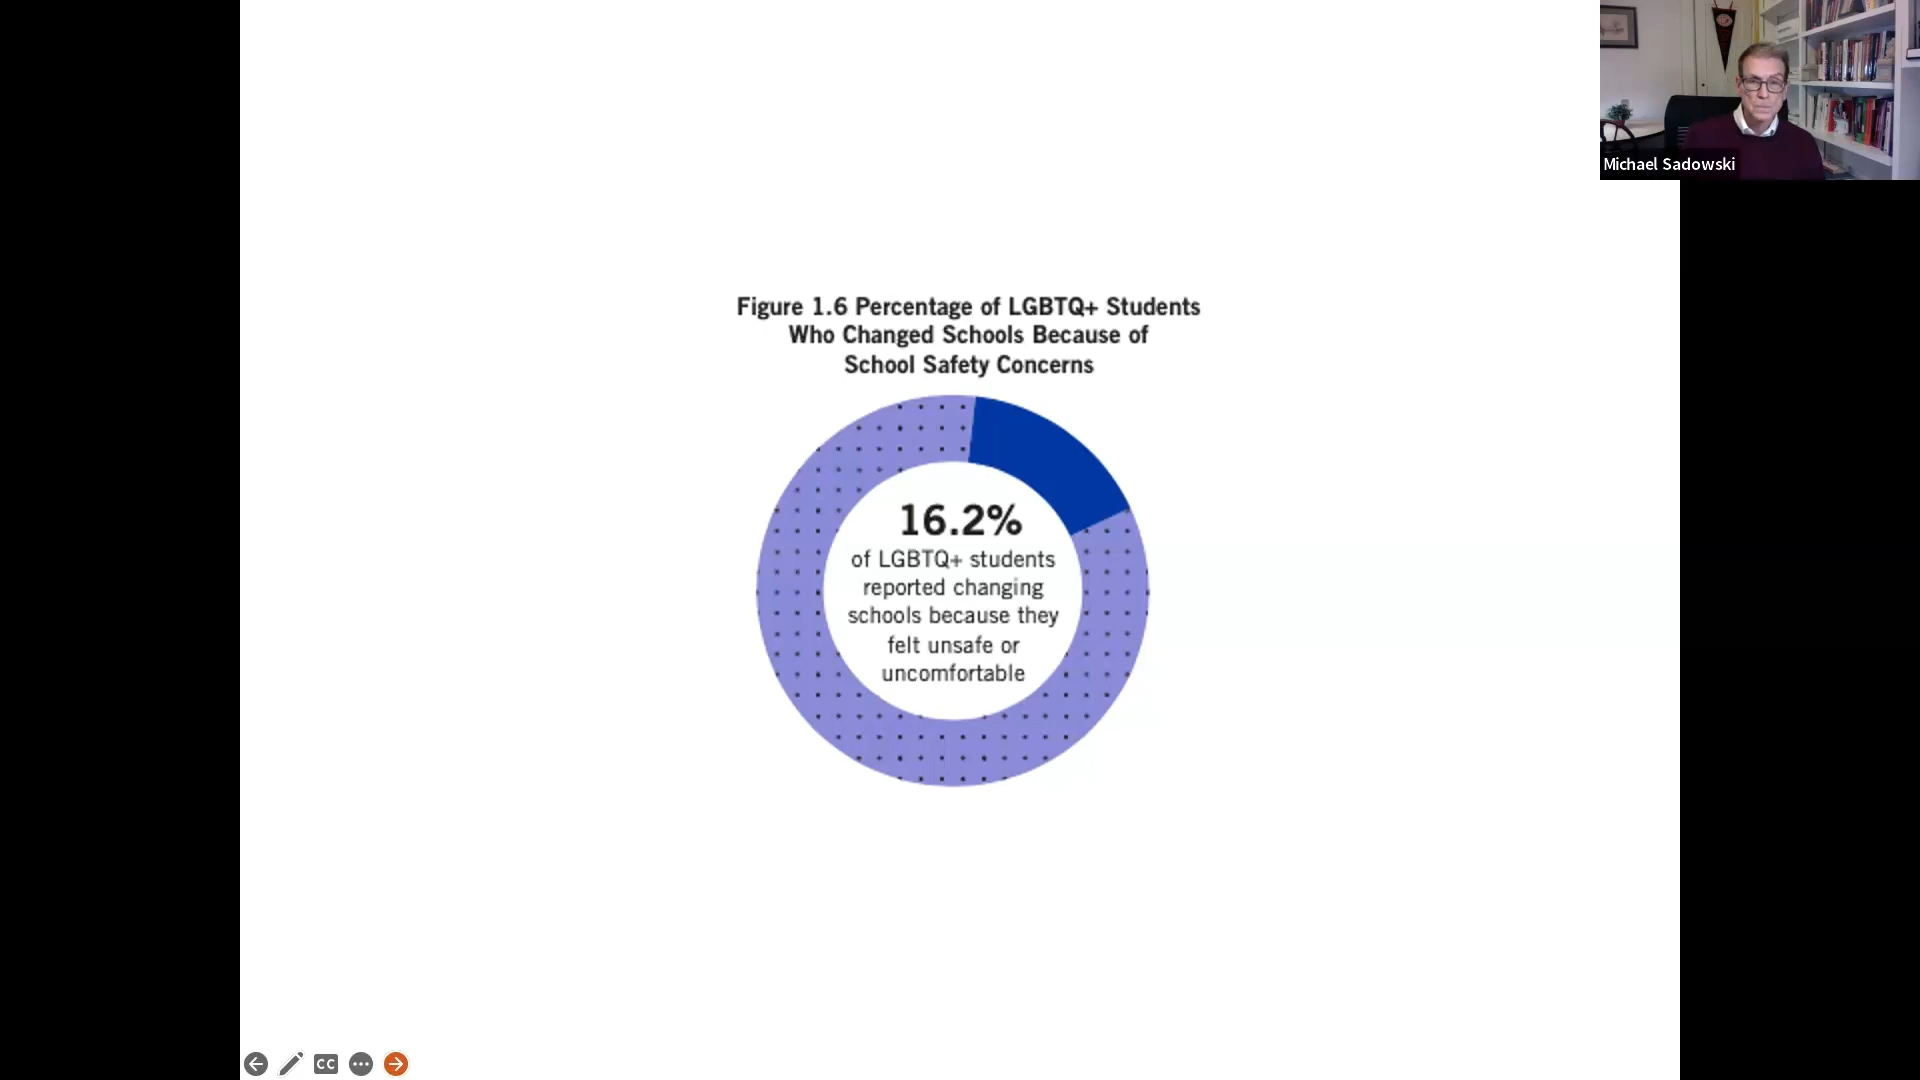 Figure 1.6 Percentage of LGBTQ+ Students
Who Changed Schools Because of
School Safety Concerns
16.2%
of LGBTQ+ students
reported changing
schools because they
felt unsafe or
uncomfortable
Michael Sadowski
CC